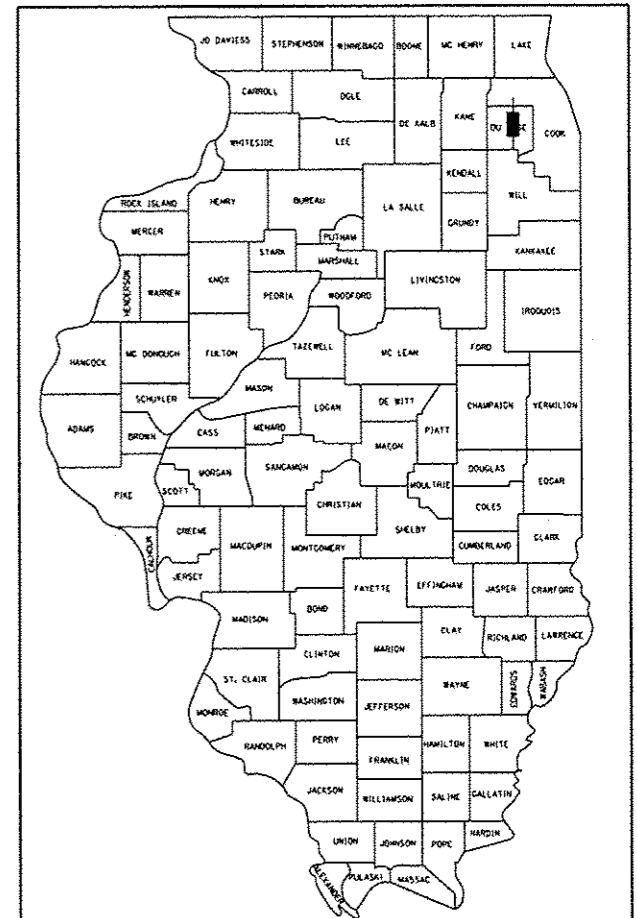 JO DAVIESS STEPHENSON WINNEBAGO BOONE MC HENRY LAKE
CARROLL OGLE DE KALB KANE DU COOK
WHITESIDE LEE KENDALL WILL
ROCK ISLAND HENRY BUREAU LA SALLE GRUNDY
MERCER PUTNAM KANKAKEE
STARK MARSHALL LIVINGSTON
HENDERSON WARREN KNOX PEORIA WOODFORD IROQUOIS
HANCOCK MC DONOUGH FULTON TAZEWELL MC LEAN FORD
MASON
SCHUYLER LOGAN DE WITT CHAMPAIGN VERMILION
ADAMS BROWN CASS MENARD MACON PIATT
PIKE SCOTT MORGAN SANGAMON MOULTRIE DOUGLAS EDGAR
CHRISTIAN COLES
CALHOUN GREENE MACOUPIN MONTGOMERY SHELBY CUMBERLAND CLARK
JERSEY FAYETTE EFFINGHAM JASPER CRAWFORD
MADISON BOND
CLINTON MARION CLAY RICHLAND LAWRENCE
ST. CLAIR WASHINGTON JEFFERSON WAYNE EDWARDS WABASH
MONROE
RANDOLPH PERRY FRANKLIN HAMILTON WHITE
JACKSON WILLIAMSON SALINE GALLATIN
UNION JOHNSON POPE HARDIN
ALEXANDER PULASKI MASSAC